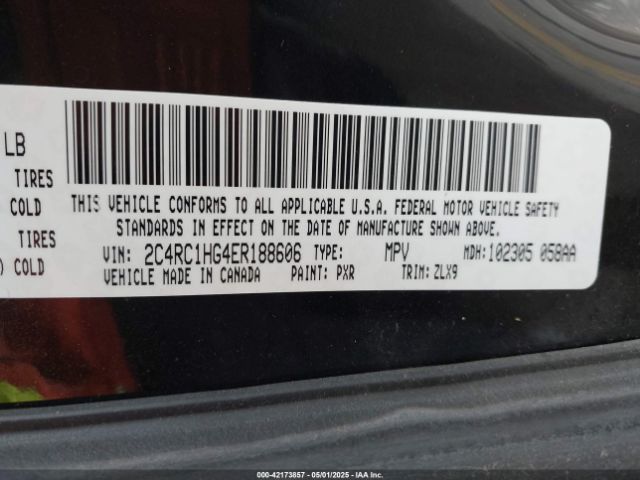 LB
TIRES
COLD
TIRES
) COLD
THIS VEHICLE CONFORMS TO ALL APPLICABLE U.S.A. FEDERAL MOTOR VEHICLE SAFETY
STANDARDS IN EFFECT ON THE DATE OF MANUFACTURE SHOWN ABOVE.
VIN: 2C4RC1HG4ER188606 TYPE: MPV MDH: 102305 058AA
VEHICLE MADE IN CANADA PAINT: PXR TRIM: ZLX9
000-42173857 | 05/01/2025 | IAA Inc.